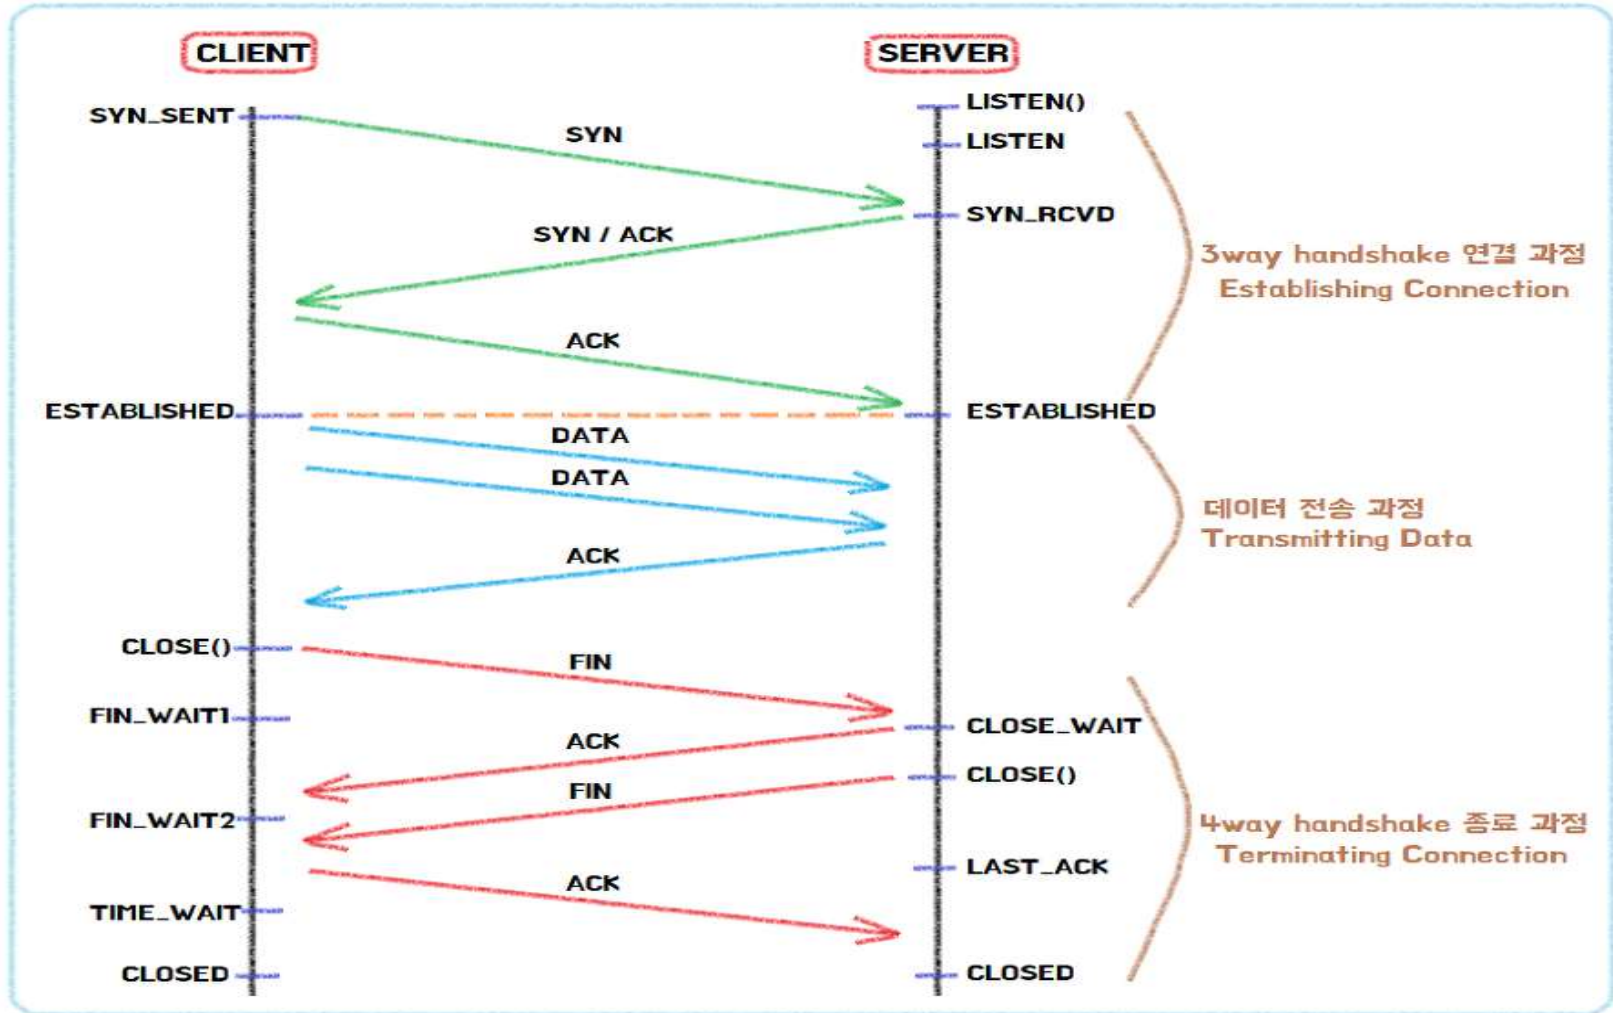 CLIENT
SERVER
SYN_SENT
LISTEN()
SYN
LISTEN
SYN_RCVD
SYN / ACK
3way handshake 연결 과정
Establishing Connection
ACK
ESTABLISHED
ESTABLISHED
DATA
DATA
데이터 전송 과정
Transmitting Data
ACK
CLOSE()
FIN
FIN_WAIT1
CLOSE_WAIT
ACK
CLOSE()
FIN
FIN_WAIT2
4way handshake 종료 과정
Terminating Connection
LAST_ACK
ACK
TIME_WAIT
CLOSED
CLOSED